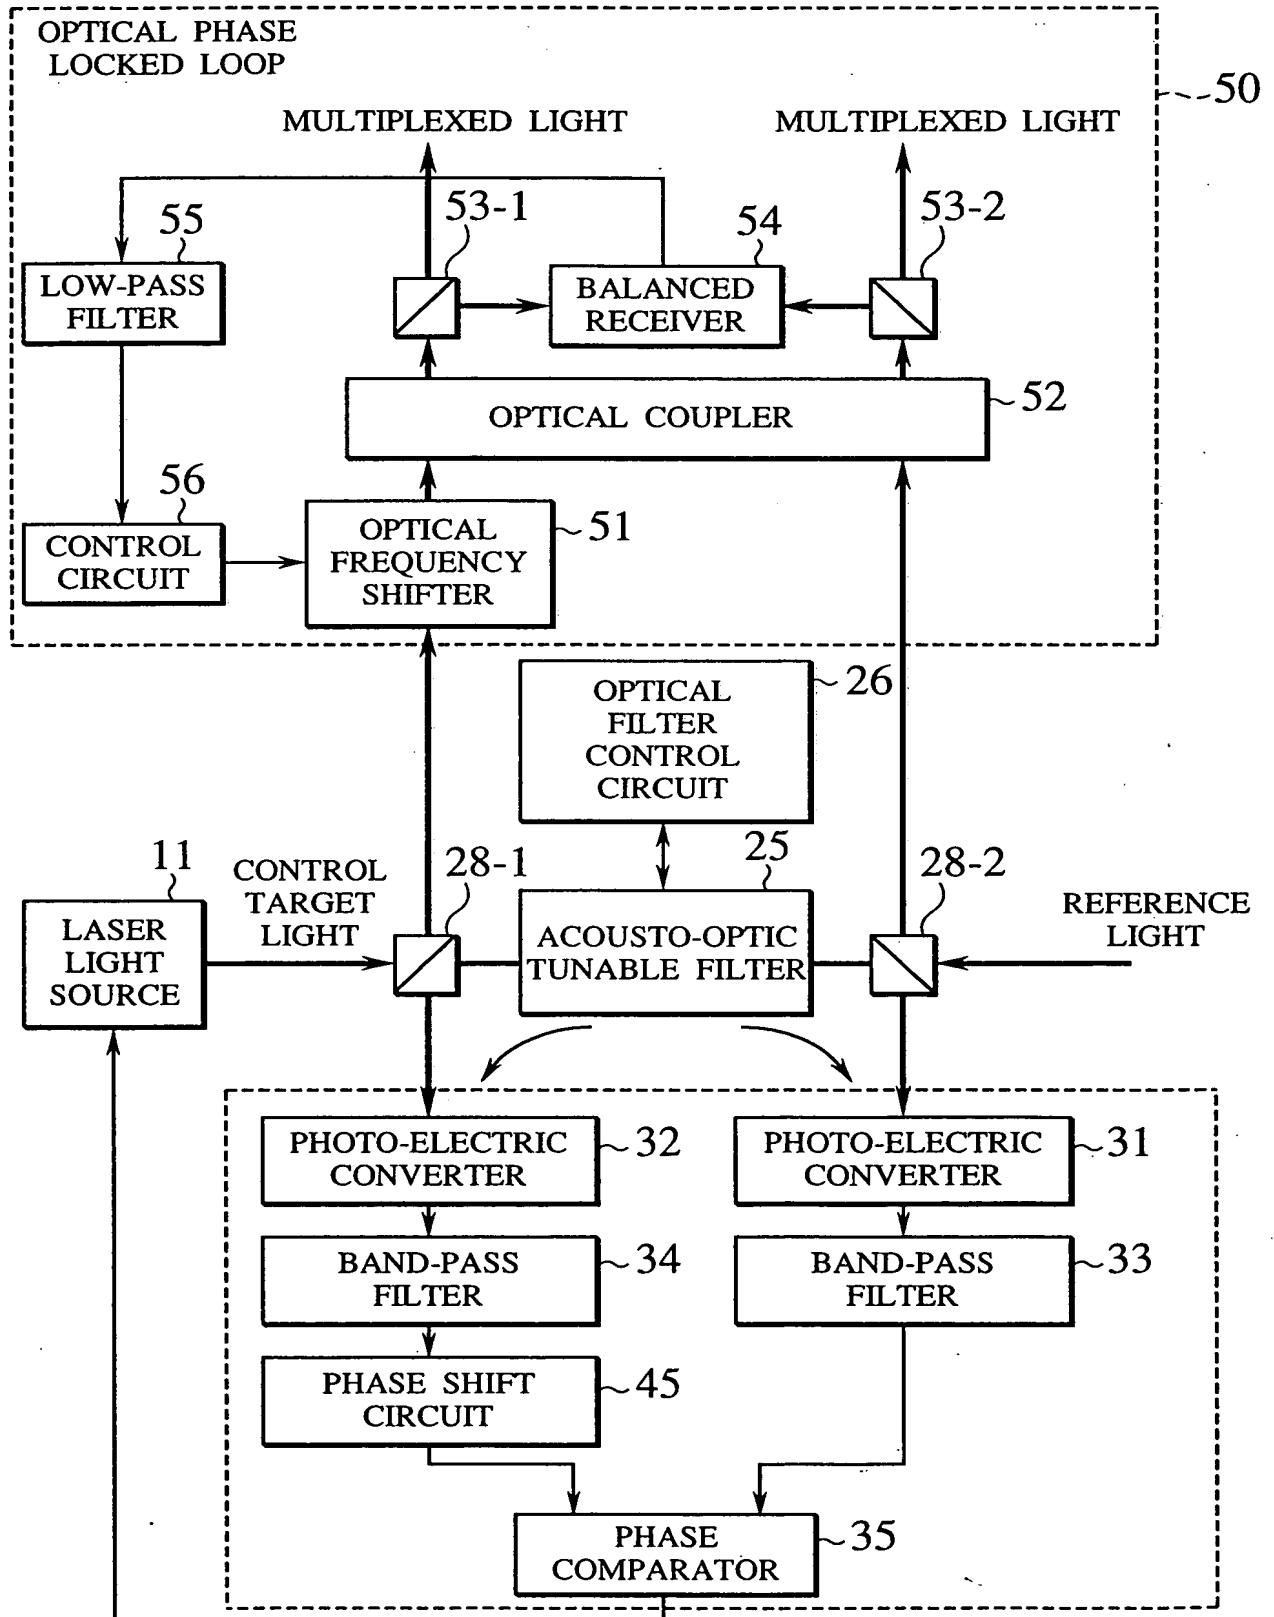 OPTICAL PHASE
LOCKED LOOP
50
MULTIPLEXED LIGHT
MULTIPLEXED LIGHT
53-1
53-2
55
54
LOW-PASS
FILTER
BALANCED
RECEIVER
OPTICAL COUPLER
52
56
CONTROL
CIRCUIT
OPTICAL
FREQUENCY
SHIFTER
51
OPTICAL
FILTER
CONTROL
CIRCUIT
26
11
CONTROL
TARGET
LIGHT
28-1
25
28-2
LASER
LIGHT
SOURCE
ACOUSTO-OPTIC
TUNABLE FILTER
REFERENCE
LIGHT
PHOTO-ELECTRIC
CONVERTER
32
PHOTO-ELECTRIC
CONVERTER
31
BAND-PASS
FILTER
34
BAND-PASS
FILTER
33
PHASE SHIFT
CIRCUIT
45
PHASE
COMPARATOR
35